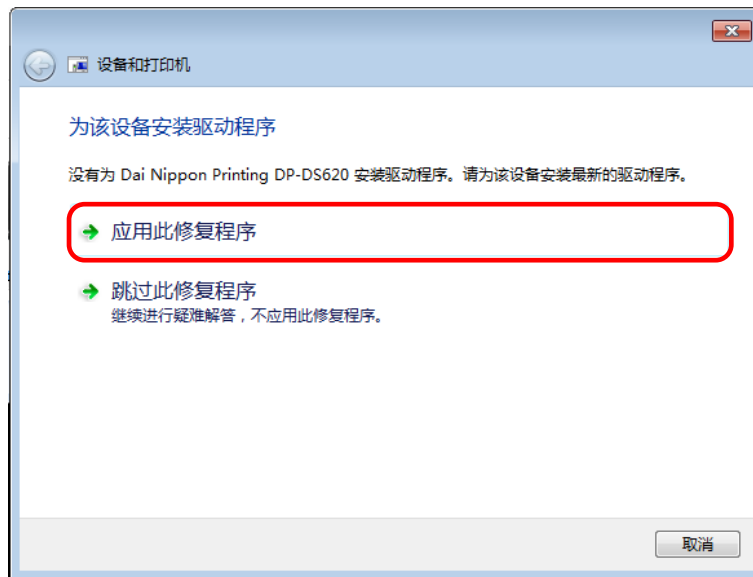 设备和打印机
为该设备安装驱动程序
没有为 Dai Nippon Printing DP-DS620 安装驱动程序。请为该设备安装最新的驱动程序。
应用此修复程序
跳过此修复程序
继续进行疑难解答，不应用此修复程序。
取消